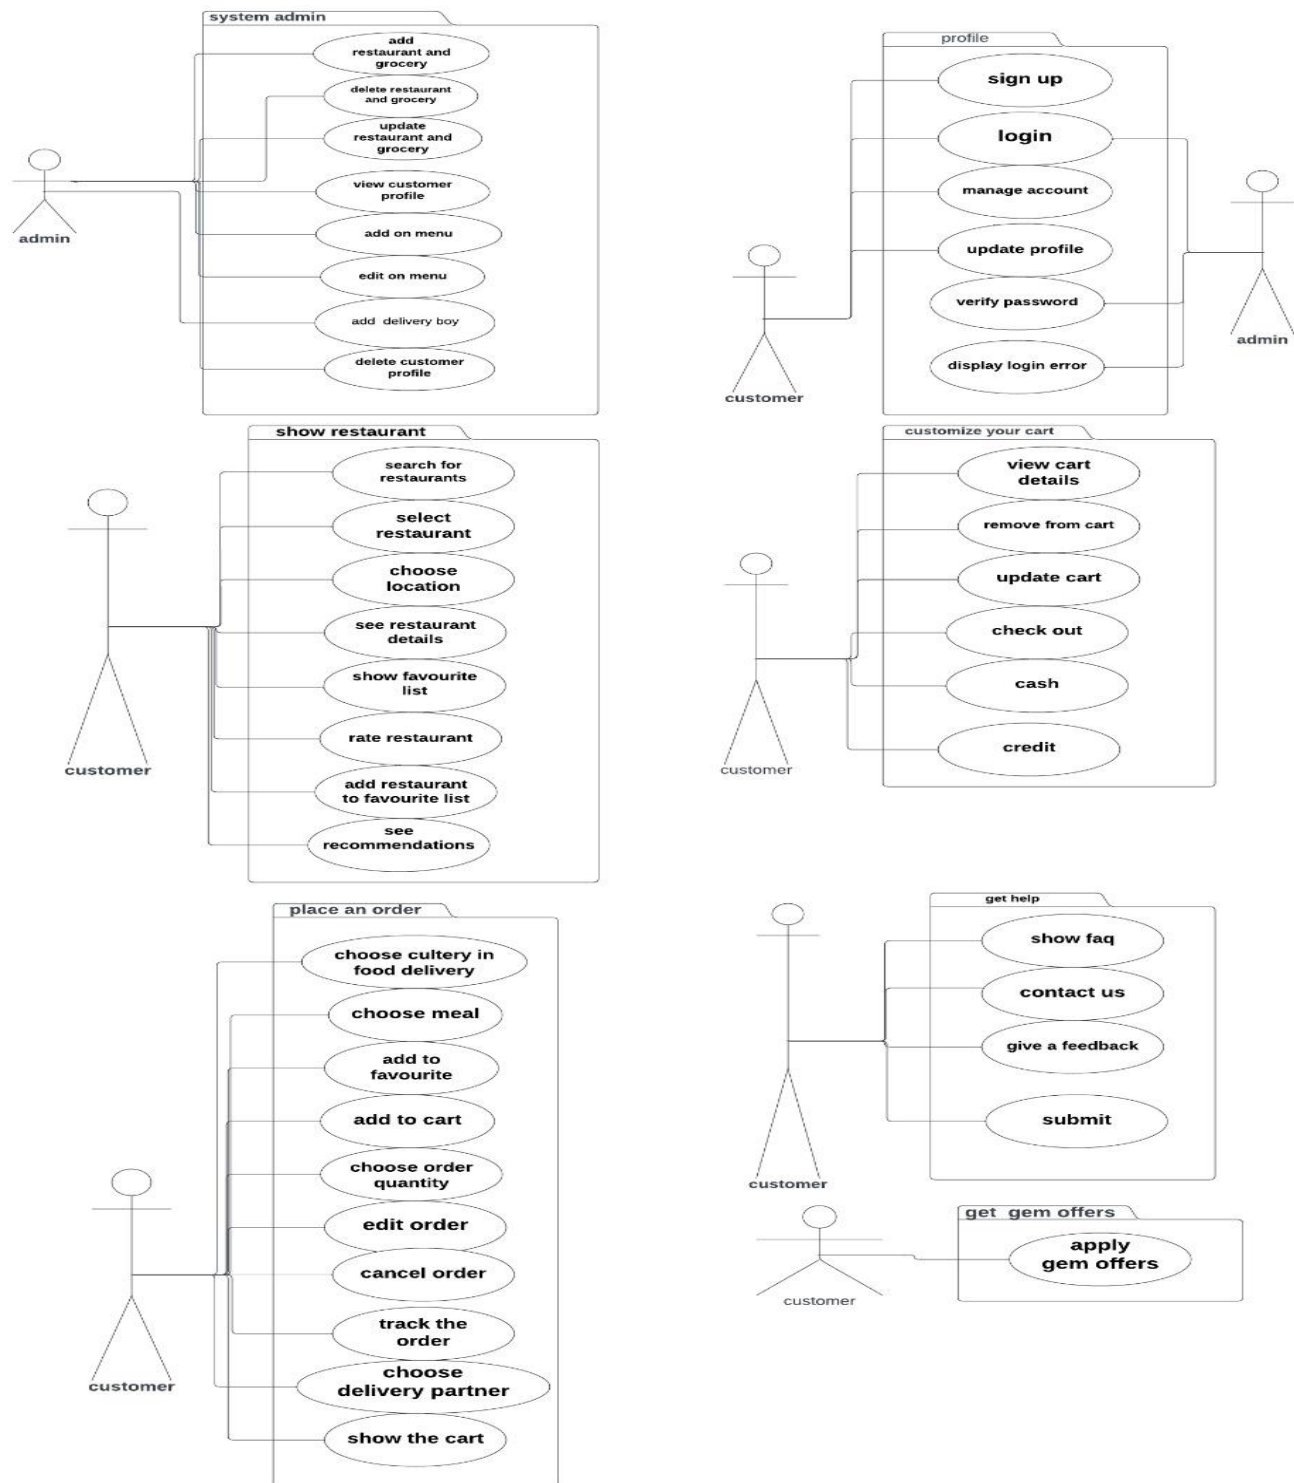 system admin
add
restaurant and
grocery
delete restaurant
and grocery
update
restaurant and
grocery
view customer
profile
add on menu
edit on menu
add delivery boy
delete customer
profile
admin
profile
sign up
login
manage account
update profile
verify password
display login error
customer
admin
show restaurant
search for
restaurants
select
restaurant
choose
location
see restaurant
details
show favourite
list
rate restaurant
add restaurant
to favourite list
see
recommendations
customer
customize your cart
view cart
details
remove from cart
update cart
check out
cash
credit
customer
place an order
choose cultery in
food delivery
choose meal
add to
favourite
add to cart
choose order
quantity
edit order
cancel order
track the
order
choose
delivery partner
show the cart
customer
get help
show faq
contact us
give a feedback
submit
customer
get gem offers
apply
gem offers
customer